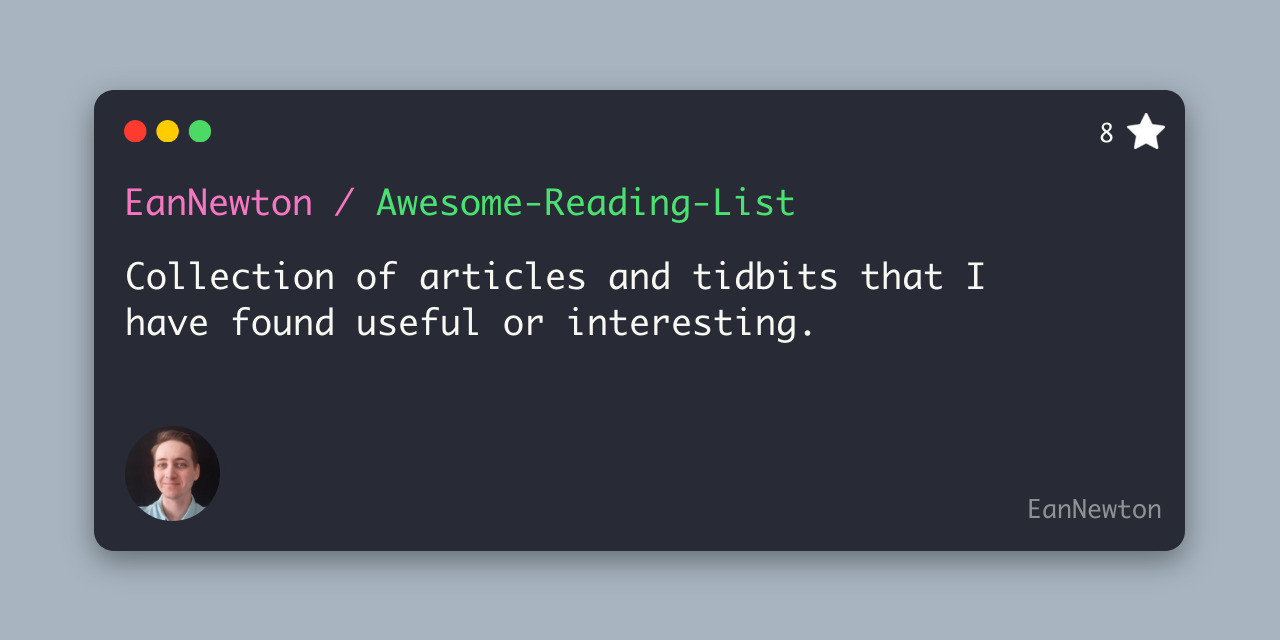 8
EanNewton / Awesome-Reading-List
Collection of articles and tidbits that I
have found useful or interesting.
EanNewton